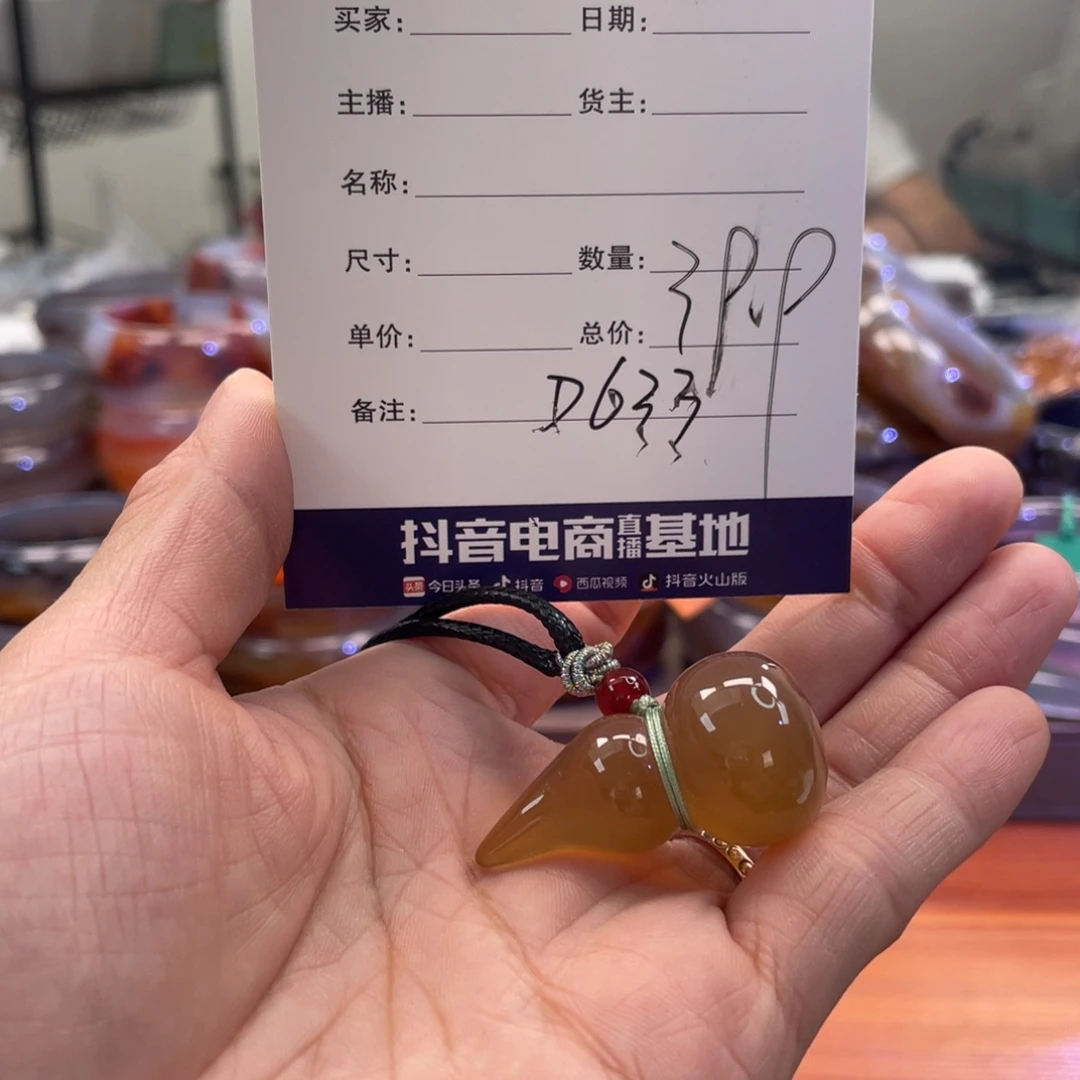 买家: 日期:
主播: 货主:
名称:
尺寸: 数量:
单价: 总价:
备注: D633
抖音电商直播基地
头条 今日头条 抖音 西瓜视频 抖音火山版